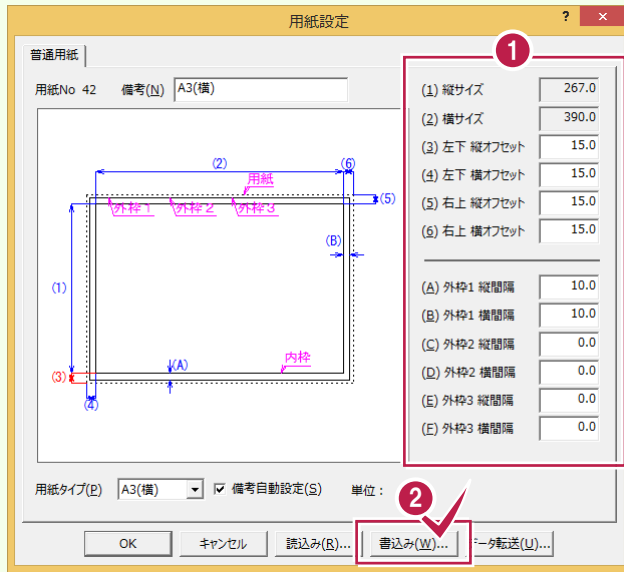 用紙設定
? ×
1
普通用紙
用紙No 42 備考(N) A3(横)
(1) 縦サイズ 267.0
(2) 横サイズ 390.0
(3) 左下 縦オフセット 15.0
(4) 左下 横オフセット 15.0
(5) 右上 縦オフセット 15.0
(6) 右上 横オフセット 15.0
(A) 外枠1 縦間隔 10.0
(B) 外枠1 横間隔 10.0
(C) 外枠2 縦間隔 0.0
(D) 外枠2 横間隔 0.0
(E) 外枠3 縦間隔 0.0
(F) 外枠3 横間隔 0.0
(2) (6)
用紙
(5)
外枠1 外枠2 外枠3
(B)
(1)
内枠
(A)
(3)
(4)
用紙タイプ(P) A3(横) 備考自動設定(S) 単位：
2
OK キャンセル 読込み(R)... 書込み(W)... データ転送(U)...